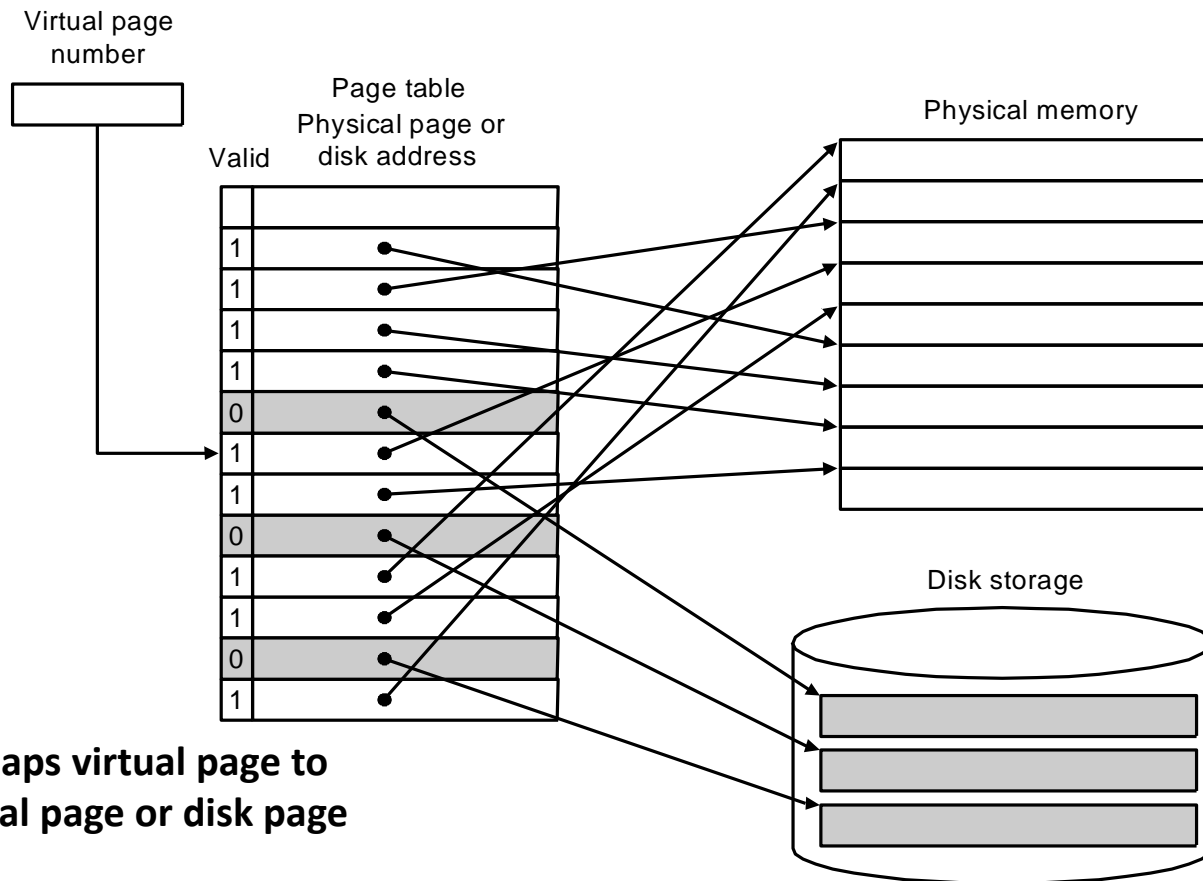 Virtual page
number
Page table
Physical page or
disk address
Valid
Physical memory
1
1
1
1
0
1
1
0
1
1
0
1
Disk storage
aps virtual page to
al page or disk page